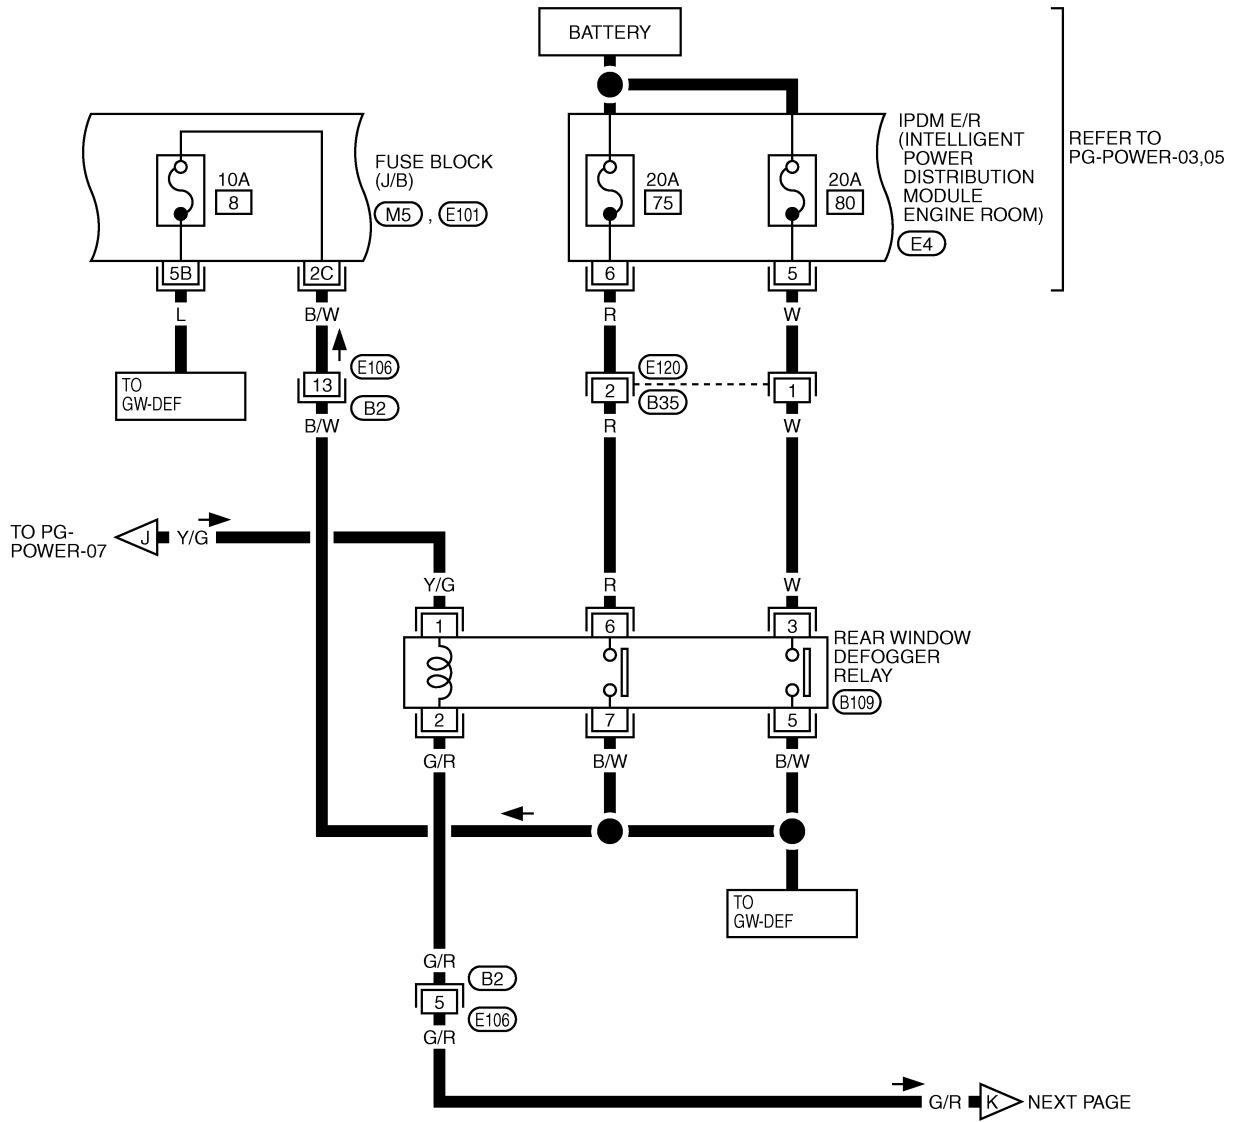 BATTERY
IPDM E/R
(INTELLIGENT
POWER
DISTRIBUTION
MODULE
ENGINE ROOM)
E4
REFER TO
PG-POWER-03,05
FUSE BLOCK
(J/B)
M5 , E101
10A
8
20A
75
20A
80
5B
2C
6
5
L
B/W
R
W
TO
GW-DEF
13
E106
B2
2
E120
B35
1
B/W
R
W
TO PG-
POWER-07
J
Y/G
Y/G
R
W
1
6
3
REAR WINDOW
DEFOGGER
RELAY
B109
2
7
5
G/R
B/W
B/W
TO
GW-DEF
G/R
B2
5
E106
G/R
G/R
K
NEXT PAGE